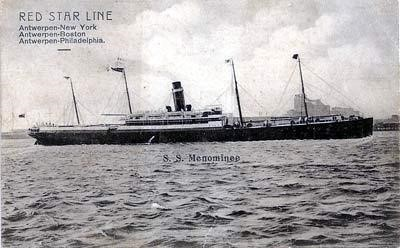 RED STAR LINE
Antwerpen-New York
Antwerpen-Boston
Antwerpen-Philadelphia.
S. S. Menominee